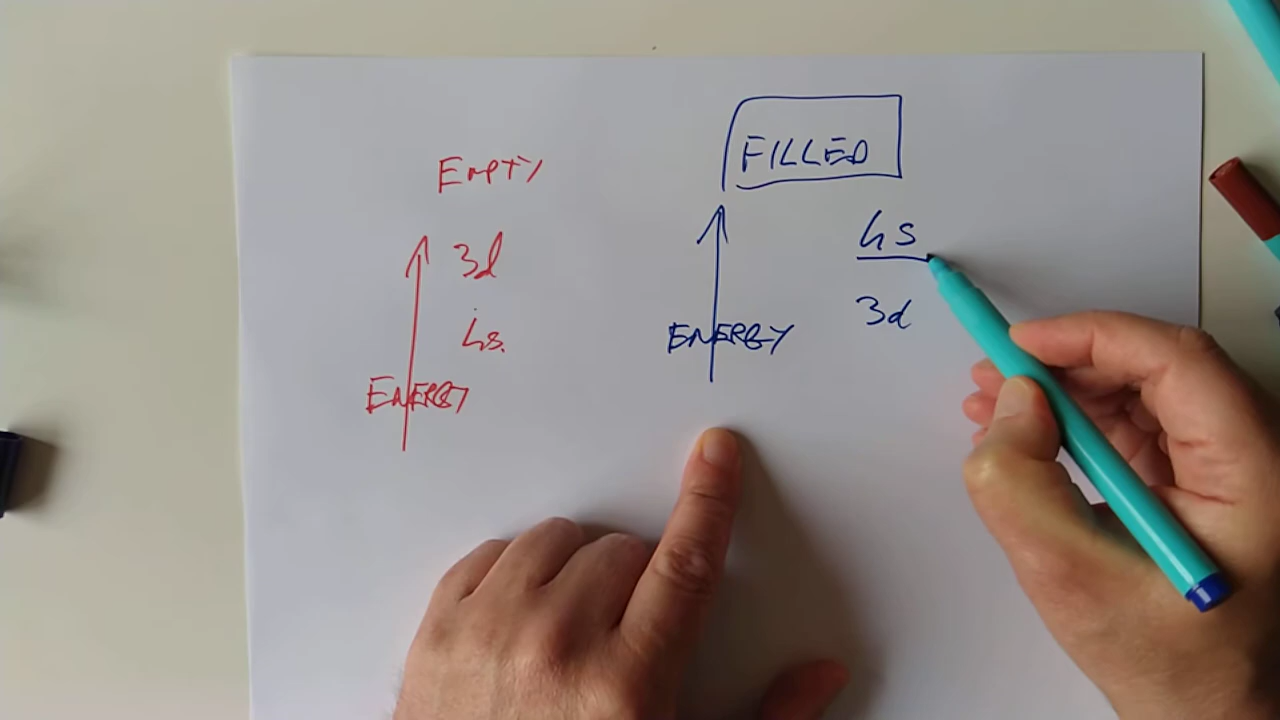 EMPTY
3d
4s.
ENERGY
FILLED
4s
3d
ENERGY